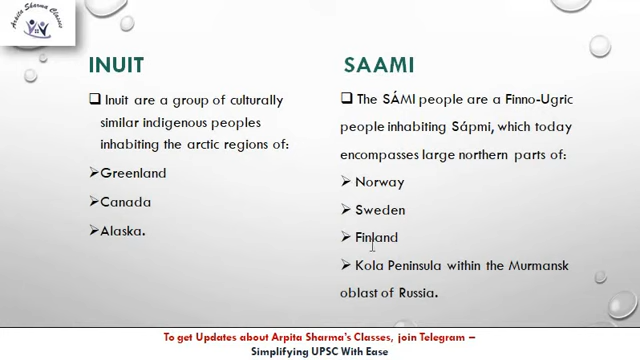 Arpita Sharma Classes
INUIT
❑ Inuit are a group of culturally
similar indigenous peoples
inhabiting the arctic regions of:
➢Greenland
➢Canada
➢Alaska.
SAAMI
❑ The SÁMI people are a Finno-Ugric
people inhabiting Sápmi, which today
encompasses large northern parts of:
➢ Norway
➢ Sweden
➢ Finland
➢ Kola Peninsula within the Murmansk
oblast of Russia.
To get Updates about Arpita Sharma's Classes, join Telegram –
Simplifying UPSC With Ease